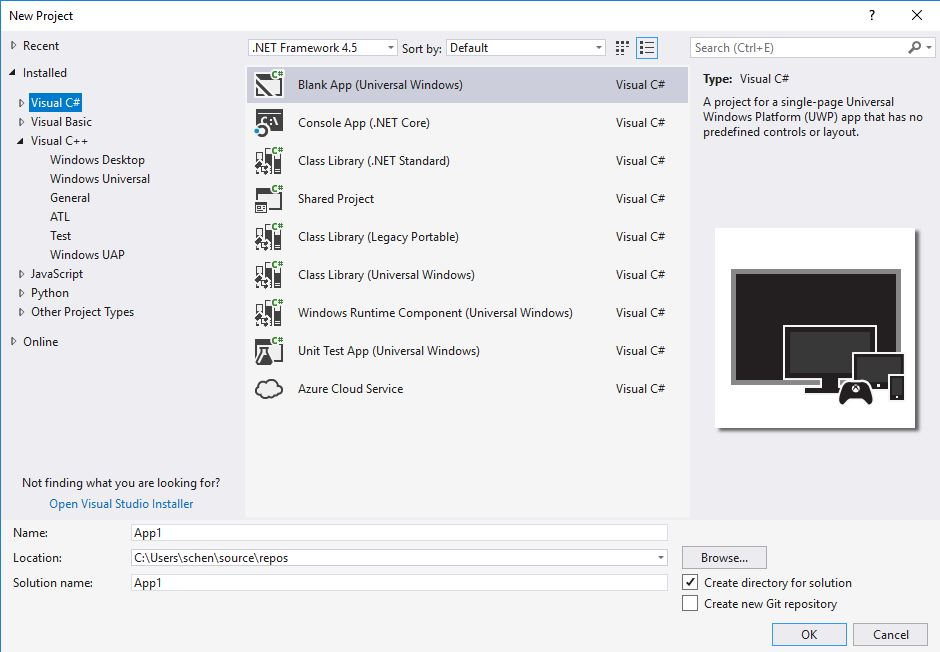 New Project
?
Recent
.NET Framework 4.5
Sort by:
Default
Search (Ctrl+E)
Installed
Visual C#
Visual Basic
Visual C++
Windows Desktop
Windows Universal
General
ATL
Test
Windows UAP
JavaScript
Python
Other Project Types
Online
Not finding what you are looking for?
Open Visual Studio Installer
C# Blank App (Universal Windows) Visual C#
C:\ Console App (.NET Core) Visual C#
C# Class Library (.NET Standard) Visual C#
C# Shared Project Visual C#
C# Class Library (Legacy Portable) Visual C#
C# Class Library (Universal Windows) Visual C#
C# Windows Runtime Component (Universal Windows) Visual C#
C# Unit Test App (Universal Windows) Visual C#
Azure Cloud Service Visual C#
Type: Visual C#
A project for a single-page Universal
Windows Platform (UWP) app that has no
predefined controls or layout.
Name: App1
Location: C:\Users\schen\source\repos
Browse...
Solution name: App1
Create directory for solution
Create new Git repository
OK
Cancel